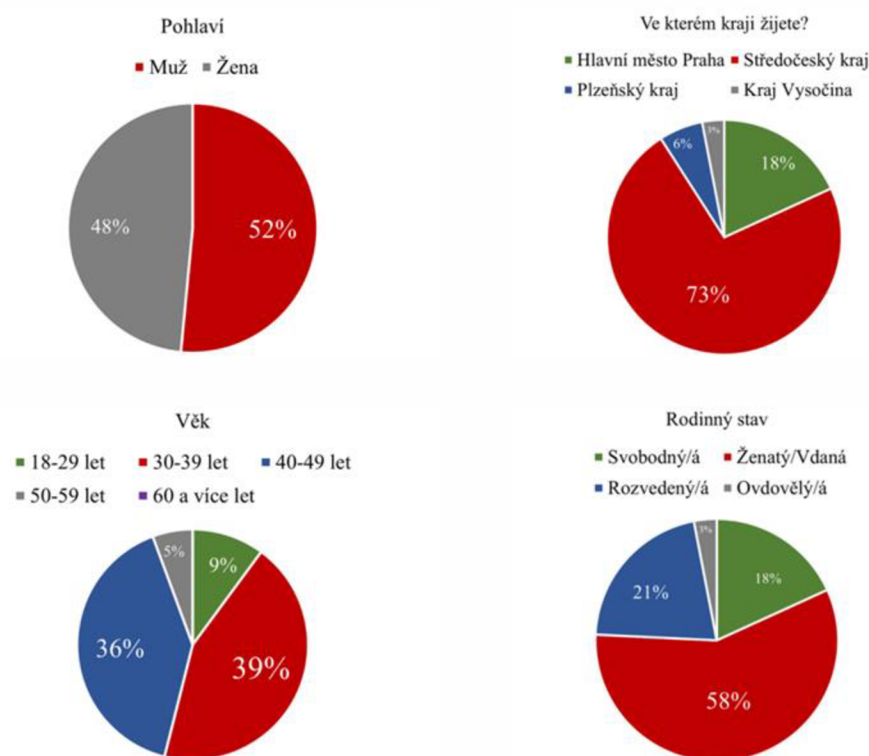 Pohlaví
Muž Žena
48%
52%
Ve kterém kraji žijete?
Hlavní město Praha Středočeský kraj
Plzeňský kraj Kraj Vysočina
3%
6%
18%
73%
Věk
18-29 let 30-39 let 40-49 let
50-59 let 60 a více let
5%
9%
36%
39%
Rodinný stav
Svobodný/á Ženatý/Vdaná
Rozvedený/á Ovdovělý/á
3%
18%
21%
58%